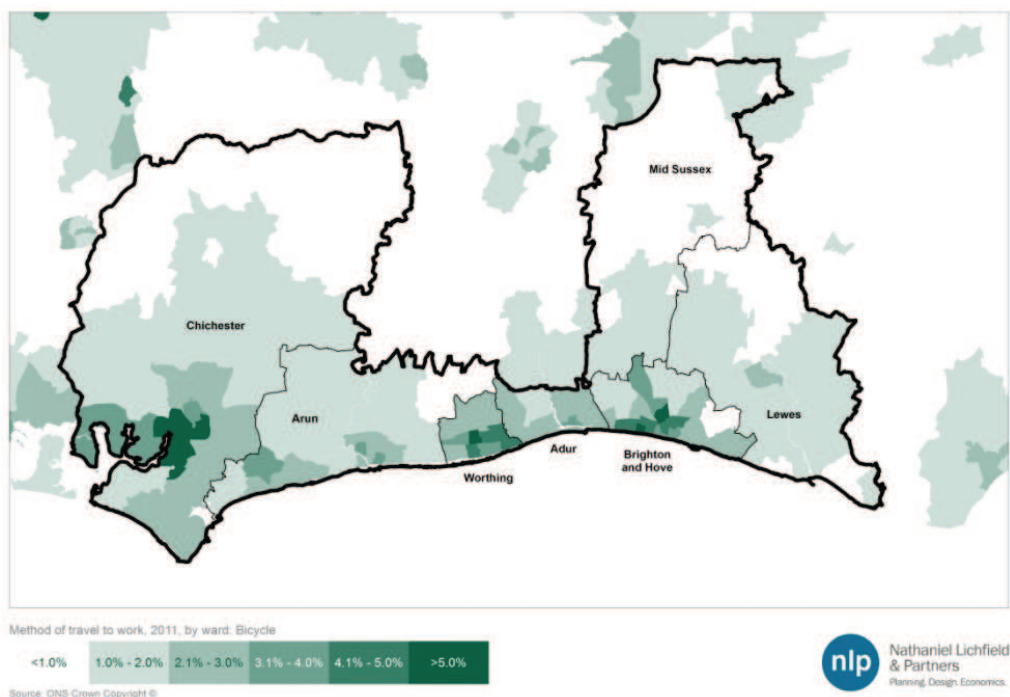 Mid Sussex
Chichester
Arun
Lewes
Adur
Brighton
and Hove
Worthing
Method of travel to work, 2011, by ward: Bicycle
<1.0% 1.0% - 2.0% 2.1% - 3.0% 3.1% - 4.0% 4.1% - 5.0% >5.0%
Source: ONS Crown Copyright ©
nlp
Nathaniel Lichfield
& Partners
Planning. Design. Economics.